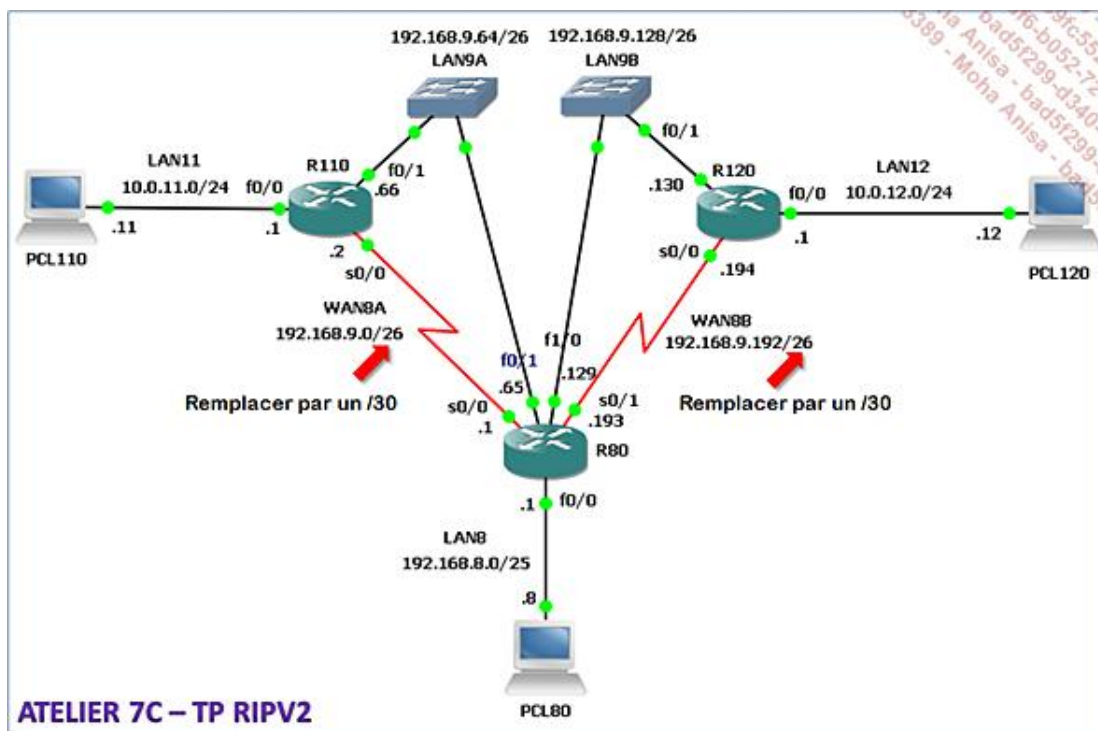 192.168.9.64/26
192.168.9.128/26
LAN9A
LAN9B
f0/1
LAN11
R110
f0/1
R120
LAN12
10.0.11.0/24
f0/0
.66
.130
f0/0
10.0.12.0/24
.11
.1
.1
.12
PCL110
.2
s0/0
s0/0
.194
PCL120
WAN8A
192.168.9.0/26
WAN8B
192.168.9.192/26
f1/0
f0/1
.129
.65
Remplacer par un /30
Remplacer par un /30
s0/0
s0/1
.1
.193
R80
.1
f0/0
LAN8
192.168.8.0/25
.8
PCL80
ATELIER 7C – TP RIPV2
Moha Anisa - bad5f299-d340